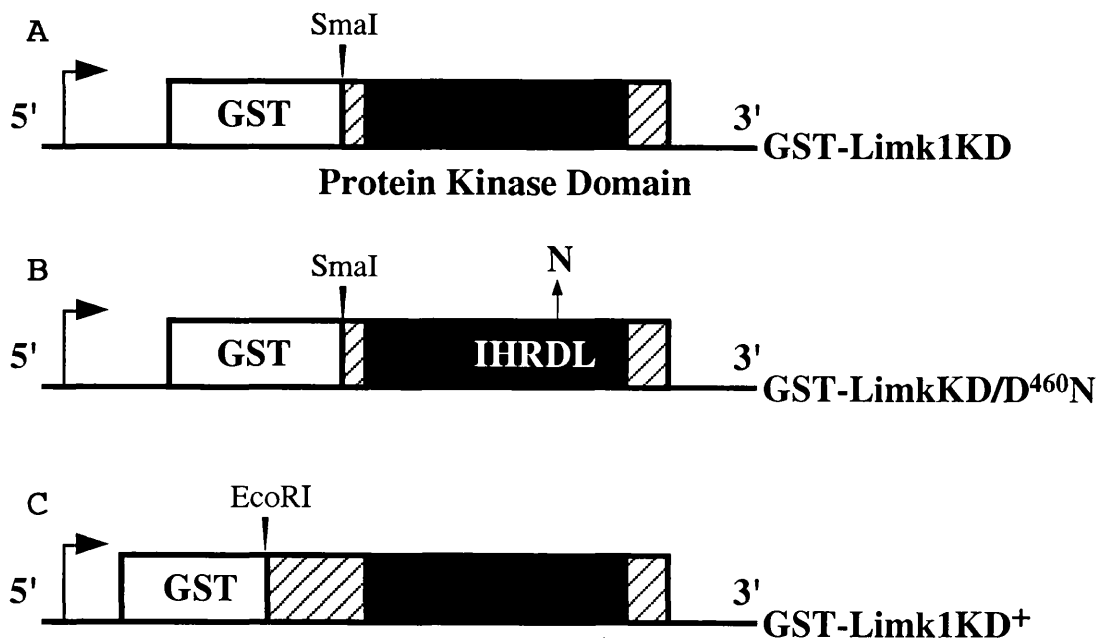 A
SmaI
5'
GST
3'
GST-Limk1KD
Protein Kinase Domain
B
SmaI
N
5'
GST
IHRDL
3'
GST-LimkKD/D⁴⁶⁰N
C
EcoRI
5'
GST
3'
GST-Limk1KD⁺